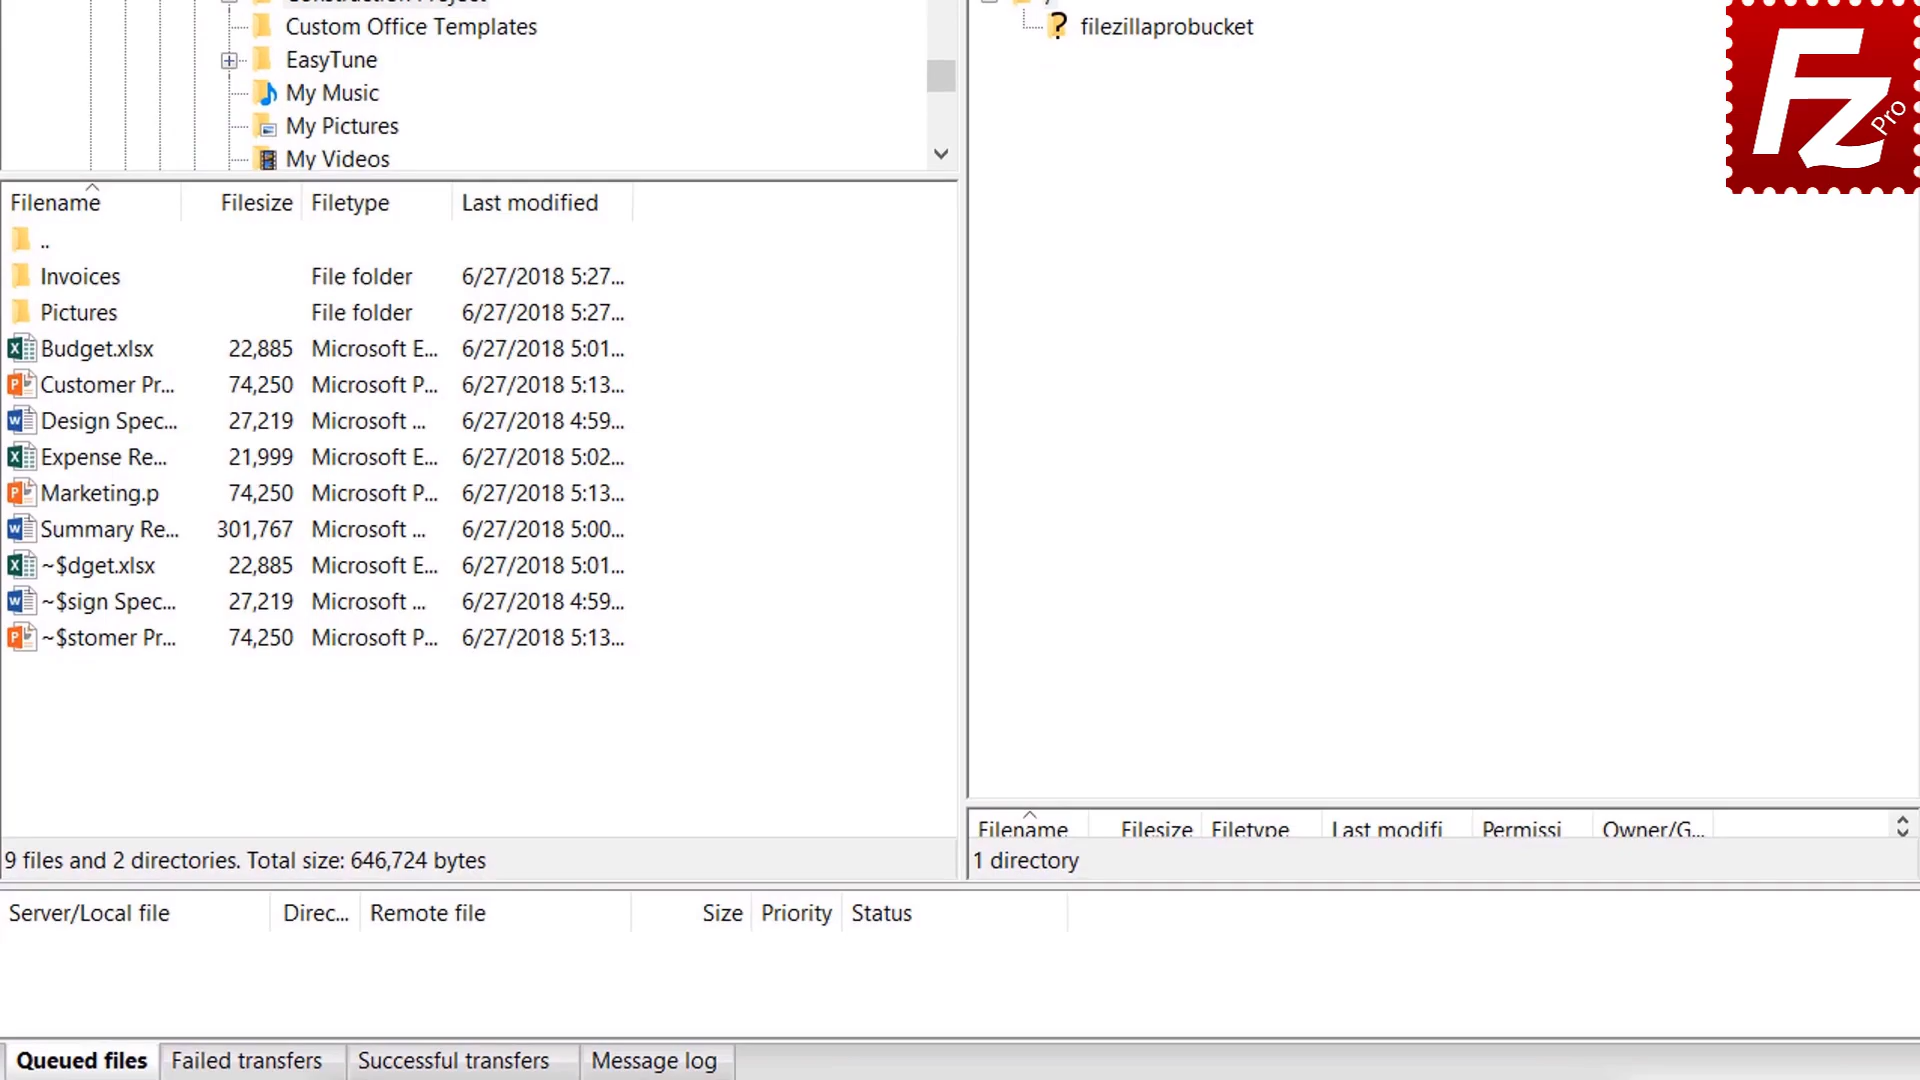 Construction Project
Custom Office Templates
EasyTune
My Music
My Pictures
My Videos
filezillaprobucket
FZ Pro
Filename Filesize Filetype Last modified
..
Invoices File folder 6/27/2018 5:27...
Pictures File folder 6/27/2018 5:27...
Budget.xlsx 22,885 Microsoft E... 6/27/2018 5:01...
Customer Pr... 74,250 Microsoft P... 6/27/2018 5:13...
Design Spec... 27,219 Microsoft ... 6/27/2018 4:59...
Expense Re... 21,999 Microsoft E... 6/27/2018 5:02...
Marketing.p 74,250 Microsoft P... 6/27/2018 5:13...
Summary Re... 301,767 Microsoft ... 6/27/2018 5:00...
~$dget.xlsx 22,885 Microsoft E... 6/27/2018 5:01...
~$sign Spec... 27,219 Microsoft ... 6/27/2018 4:59...
~$stomer Pr... 74,250 Microsoft P... 6/27/2018 5:13...
9 files and 2 directories. Total size: 646,724 bytes
Filename Filesize Filetype Last modifi Permissi Owner/G...
1 directory
Server/Local file Direc... Remote file Size Priority Status
Queued files Failed transfers Successful transfers Message log